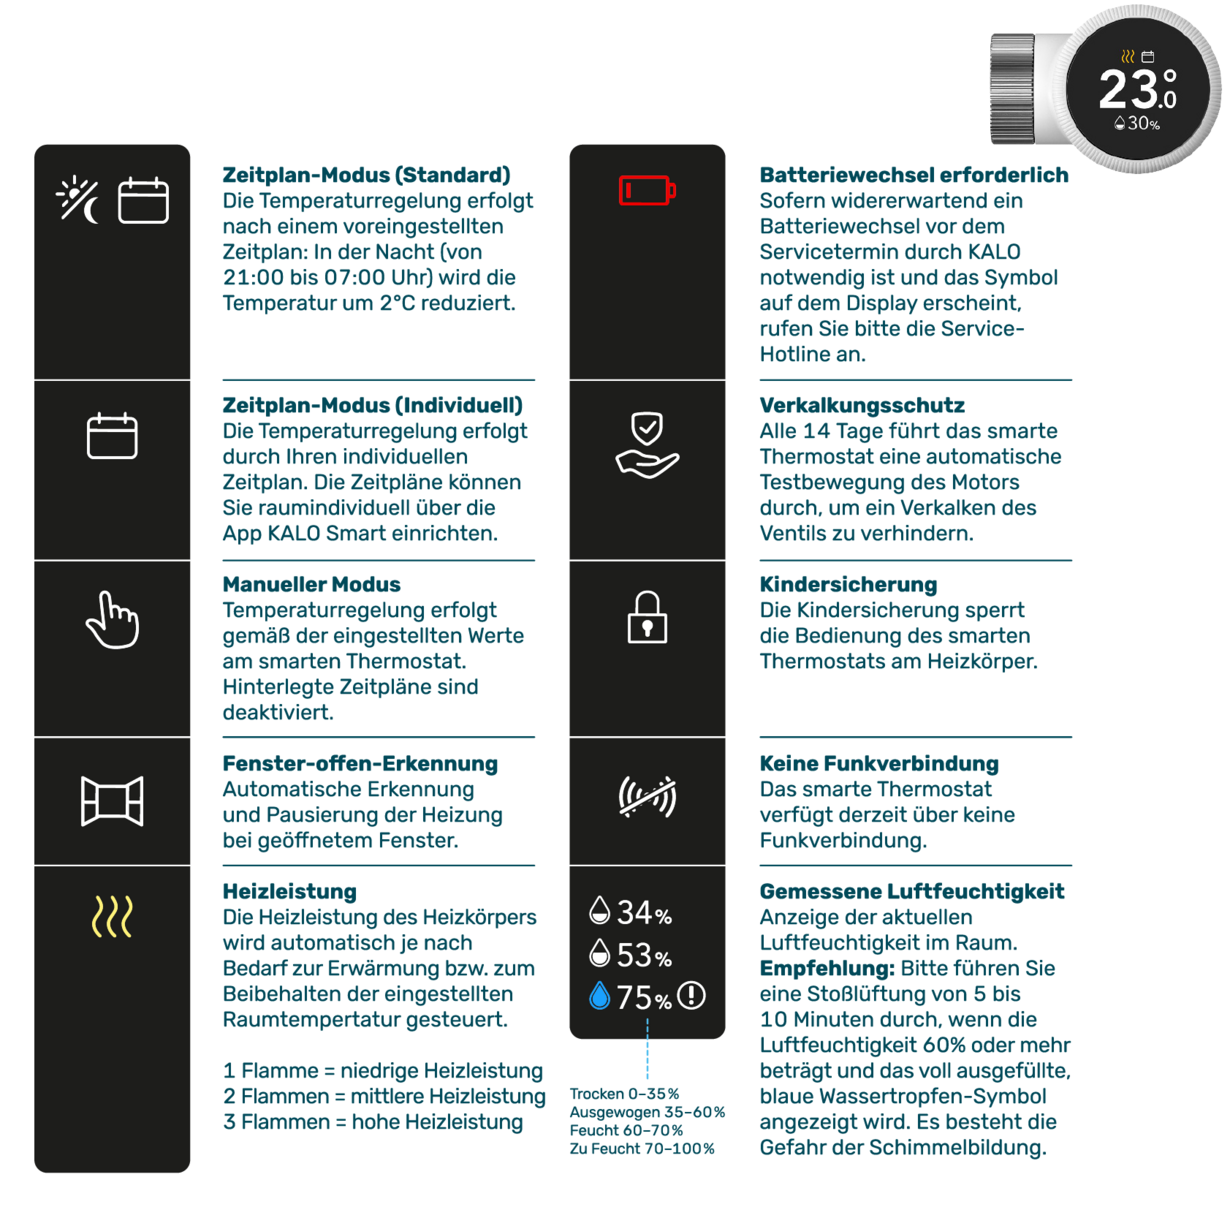 23.0°
30%
Zeitplan-Modus (Standard)
Die Temperaturregelung erfolgt
nach einem voreingestellten
Zeitplan: In der Nacht (von
21:00 bis 07:00 Uhr) wird die
Temperatur um 2°C reduziert.
Zeitplan-Modus (Individuell)
Die Temperaturregelung erfolgt
durch Ihren individuellen
Zeitplan. Die Zeitpläne können
Sie raumindividuell über die
App KALO Smart einrichten.
Manueller Modus
Temperaturregelung erfolgt
gemäß der eingestellten Werte
am smarten Thermostat.
Hinterlegte Zeitpläne sind
deaktiviert.
Fenster-offen-Erkennung
Automatische Erkennung
und Pausierung der Heizung
bei geöffnetem Fenster.
Heizleistung
Die Heizleistung des Heizkörpers
wird automatisch je nach
Bedarf zur Erwärmung bzw. zum
Beibehalten der eingestellten
Raumtempertatur gesteuert.
1 Flamme = niedrige Heizleistung
2 Flammen = mittlere Heizleistung
3 Flammen = hohe Heizleistung
Batteriewechsel erforderlich
Sofern widererwartend ein
Batteriewechsel vor dem
Servicetermin durch KALO
notwendig ist und das Symbol
auf dem Display erscheint,
rufen Sie bitte die Service-
Hotline an.
Verkalkungsschutz
Alle 14 Tage führt das smarte
Thermostat eine automatische
Testbewegung des Motors
durch, um ein Verkalken des
Ventils zu verhindern.
Kindersicherung
Die Kindersicherung sperrt
die Bedienung des smarten
Thermostats am Heizkörper.
Keine Funkverbindung
Das smarte Thermostat
verfügt derzeit über keine
Funkverbindung.
34%
53%
75%
Trocken 0–35%
Ausgewogen 35–60%
Feucht 60–70%
Zu Feucht 70–100%
Gemessene Luftfeuchtigkeit
Anzeige der aktuellen
Luftfeuchtigkeit im Raum.
Empfehlung: Bitte führen Sie
eine Stoßlüftung von 5 bis
10 Minuten durch, wenn die
Luftfeuchtigkeit 60% oder mehr
beträgt und das voll ausgefüllte,
blaue Wassertropfen-Symbol
angezeigt wird. Es besteht die
Gefahr der Schimmelbildung.